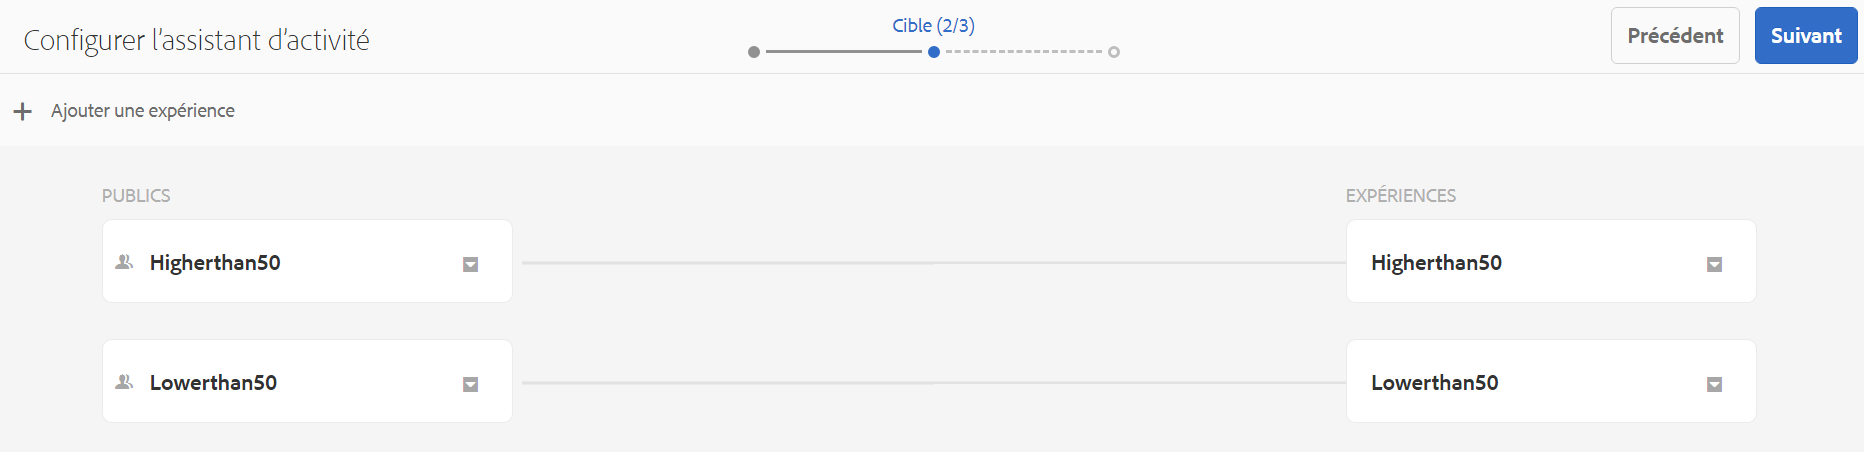 Configurer l’assistant d’activité
Cible (2/3)
Précédent
Suivant
Ajouter une expérience
PUBLICS
EXPÉRIENCES
Higherthan50
Higherthan50
Lowerthan50
Lowerthan50